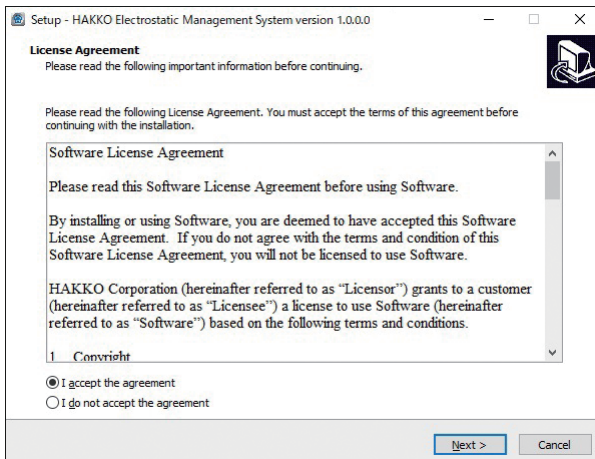 Setup - HAKKO Electrostatic Management System version 1.0.0.0
License Agreement
Please read the following important information before continuing.
Please read the following License Agreement. You must accept the terms of this agreement before
continuing with the installation.
Software License Agreement
Please read this Software License Agreement before using Software.
By installing or using Software, you are deemed to have accepted this Software
License Agreement.  If you do not agree with the terms and condition of this
Software License Agreement, you will not be licensed to use Software.
HAKKO Corporation (hereinafter referred to as “Licensor”) grants to a customer
(hereinafter referred to as “Licensee”) a license to use Software (hereinafter
referred to as “Software”) based on the following terms and conditions.
1    Copyright
I accept the agreement
I do not accept the agreement
Next >
Cancel